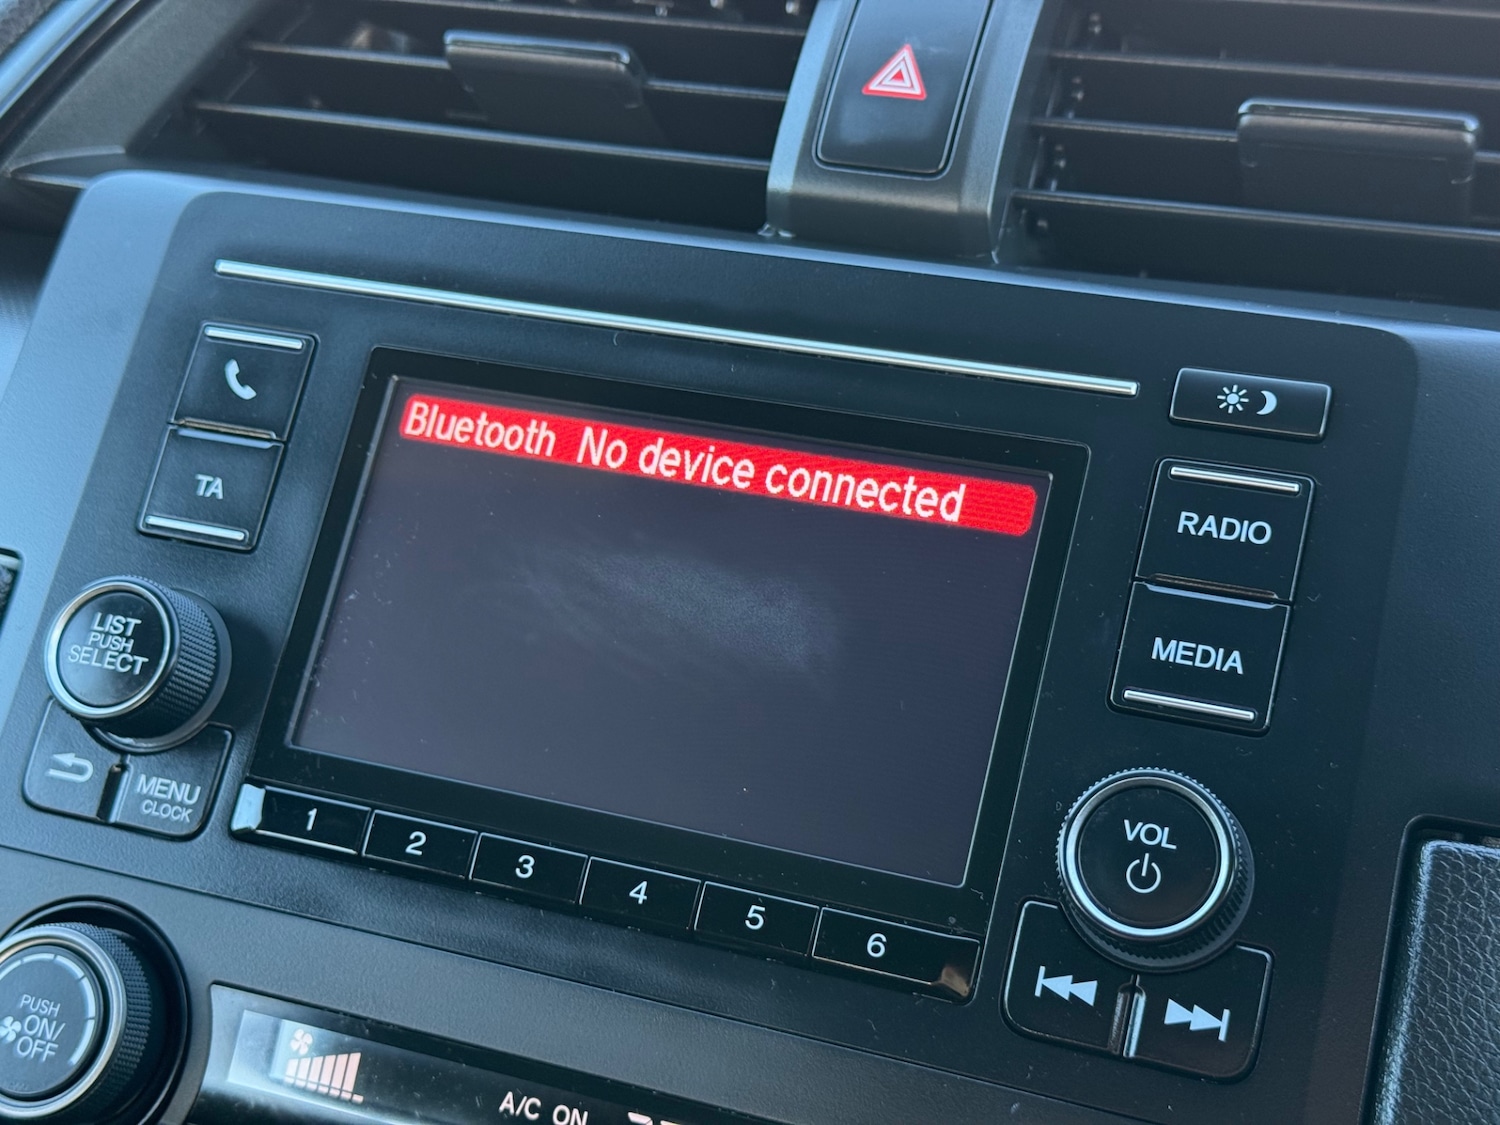 TA
Bluetooth No device connected
RADIO
MEDIA
LIST
PUSH
SELECT
MENU
CLOCK
VOL
1 2 3 4 5 6
PUSH
ON/
OFF
A/C ON